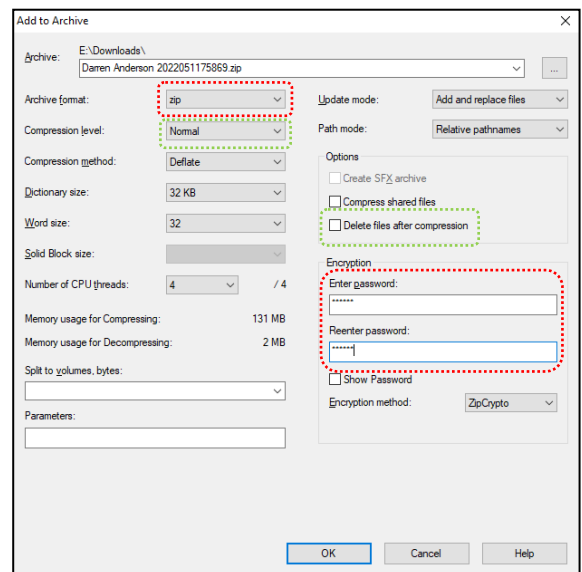 Add to Archive
Archive:
E:\Downloads\
Darren Anderson 2022051175869.zip
...
Archive format:
zip
Compression level:
Normal
Compression method:
Deflate
Dictionary size:
32 KB
Word size:
32
Solid Block size:
Number of CPU threads:
4
/ 4
Memory usage for Compressing:
131 MB
Memory usage for Decompressing:
2 MB
Split to volumes, bytes:
Parameters:
Update mode:
Add and replace files
Path mode:
Relative pathnames
Options
Create SFX archive
Compress shared files
Delete files after compression
Encryption
Enter password:
******
Reenter password:
******
Show Password
Encryption method:
ZipCrypto
OK
Cancel
Help